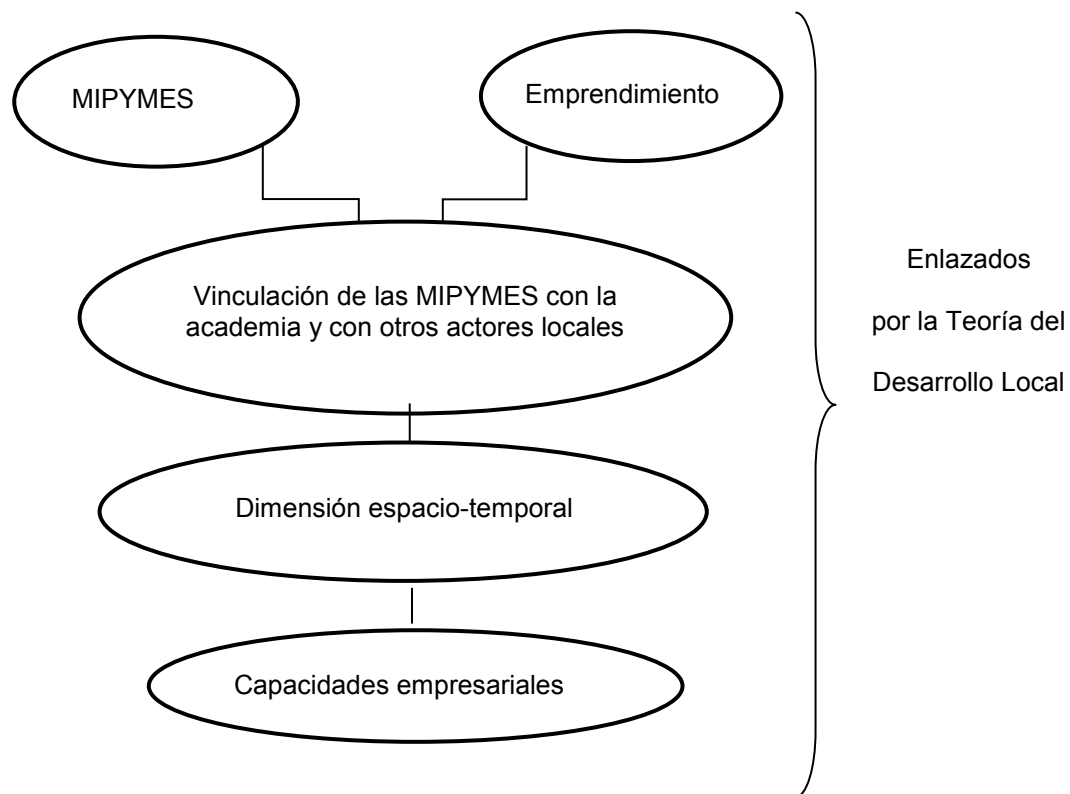 MIPYMES
Emprendimiento
Vinculación de las MIPYMES con la
academia y con otros actores locales
Dimensión espacio-temporal
Capacidades empresariales
Enlazados
por la Teoría del
Desarrollo Local